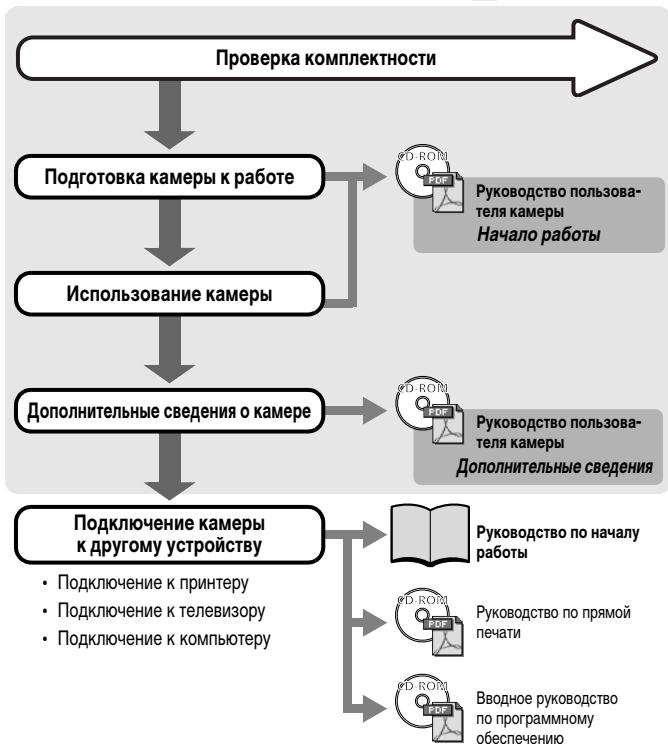 Проверка комплектности
Подготовка камеры к работе
CD-ROM
PDF
Руководство пользова-
теля камеры
Начало работы
Использование камеры
Дополнительные сведения о камере
CD-ROM
PDF
Руководство пользова-
теля камеры
Дополнительные сведения
Подключение камеры
к другому устройству
• Подключение к принтеру
• Подключение к телевизору
• Подключение к компьютеру
Руководство по началу
работы
CD-ROM
PDF
Руководство по прямой
печати
CD-ROM
PDF
Вводное руководство
по программному
обеспечению